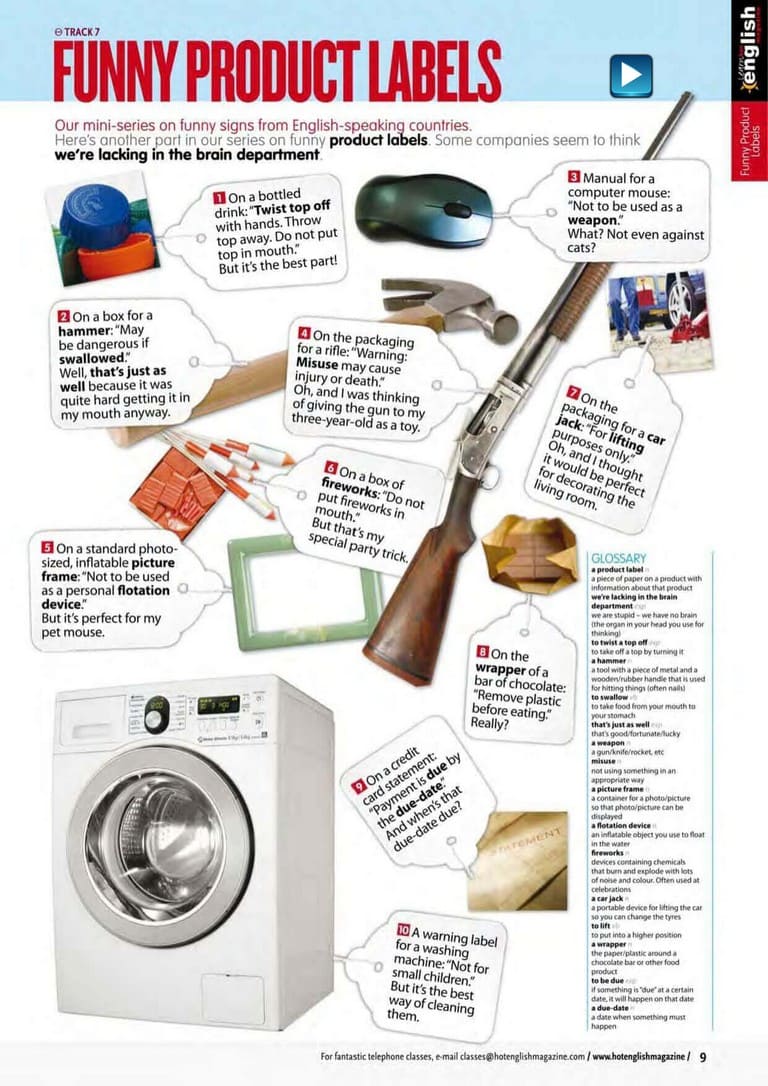 TRACK 7
FUNNY PRODUCT LABELS
Our mini-series on funny signs from English-speaking countries.
Here's another part in our series on funny product labels. Some companies seem to think
we're lacking in the brain department.
Learn hot
english
magazine
Funny Product
Labels
1 On a bottled
drink: "Twist top off
with hands. Throw
top away. Do not put
top in mouth."
But it's the best part!
2 On a box for a
hammer: "May
be dangerous if
swallowed."
Well, that's just as
well because it was
quite hard getting it in
my mouth anyway.
3 Manual for a
computer mouse:
"Not to be used as a
weapon."
What? Not even against
cats?
4 On the packaging
for a rifle: "Warning:
Misuse may cause
injury or death."
Oh, and I was thinking
of giving the gun to my
three-year-old as a toy.
5 On a standard photo-
sized, inflatable picture
frame: "Not to be used
as a personal flotation
device."
But it's perfect for my
pet mouse.
6 On a box of
fireworks: "Do not
put fireworks in
mouth."
But that's my
special party trick.
7 On the
packaging for a car
jack: "For lifting
purposes only."
Oh, and I thought
it would be perfect
for decorating the
living room.
8 On the
wrapper of a
bar of chocolate:
"Remove plastic
before eating."
Really?
9 On a credit
card statement:
"Payment is due by
the due-date."
And when's that
due-date due?
STATEMENT
10 A warning label
for a washing
machine: "Not for
small children."
But it's the best
way of cleaning
them.
GLOSSARY
a product label n
a piece of paper on a product with
information about that product
we're lacking in the brain
department exp
we are stupid – we have no brain
(the organ in your head you use for
thinking)
to twist a top off exp
to take off a top by turning it
a hammer n
a tool with a piece of metal and a
wooden/rubber handle that is used
for hitting things (often nails)
to swallow vb
to take food from your mouth to
your stomach
that's just as well exp
that's good/fortunate/lucky
a weapon n
a gun/knife/rocket, etc
misuse n
not using something in an
appropriate way
a picture frame n
a container for a photo/picture
so that photo/picture can be
displayed
a flotation device n
an inflatable object you use to float
in the water
fireworks n
devices containing chemicals
that burn and explode with lots
of noise and colour. Often used at
celebrations
a car jack n
a portable device for lifting the car
so you can change the tyres
to lift vb
to put into a higher position
a wrapper n
the paper/plastic around a
chocolate bar or other food
product
to be due exp
if something is "due" at a certain
date, it will happen on that date
a due-date n
a date when something must
happen
For fantastic telephone classes, e-mail classes@hotenglishmagazine.com / www.hotenglishmagazine / 9